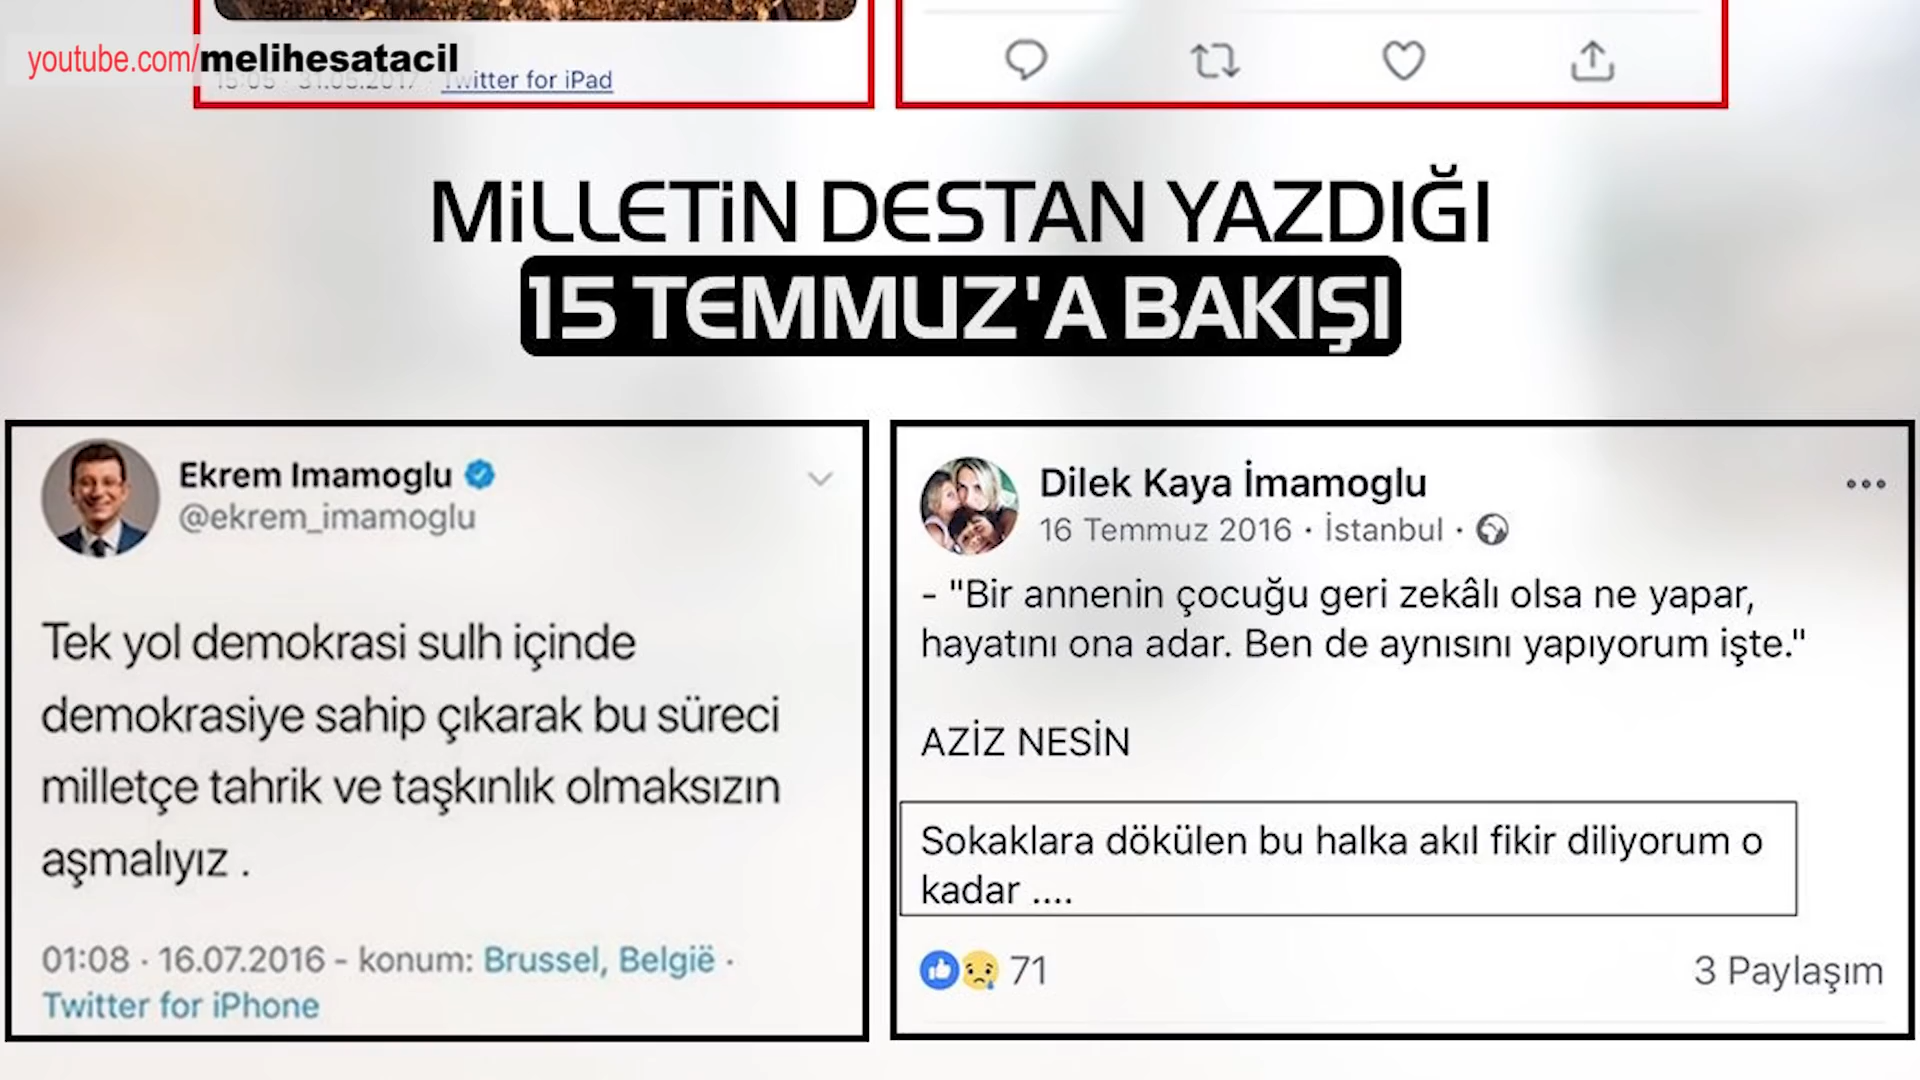 youtube.com/melihesatacil
15:05 · 31.05.2017 · Twitter for iPad
MİLLETİN DESTAN YAZDIĞI
15 TEMMUZ'A BAKIŞI
Ekrem Imamoglu
@ekrem_imamoglu
Tek yol demokrasi sulh içinde
demokrasiye sahip çıkarak bu süreci
milletçe tahrik ve taşkınlık olmaksızın
aşmalıyız .
01:08 · 16.07.2016 - konum: Brussel, België ·
Twitter for iPhone
Dilek Kaya İmamoglu
16 Temmuz 2016 · İstanbul ·
- "Bir annenin çocuğu geri zekâlı olsa ne yapar,
hayatını ona adar. Ben de aynısını yapıyorum işte."
AZİZ NESİN
Sokaklara dökülen bu halka akıl fikir diliyorum o
kadar ....
71
3 Paylaşım